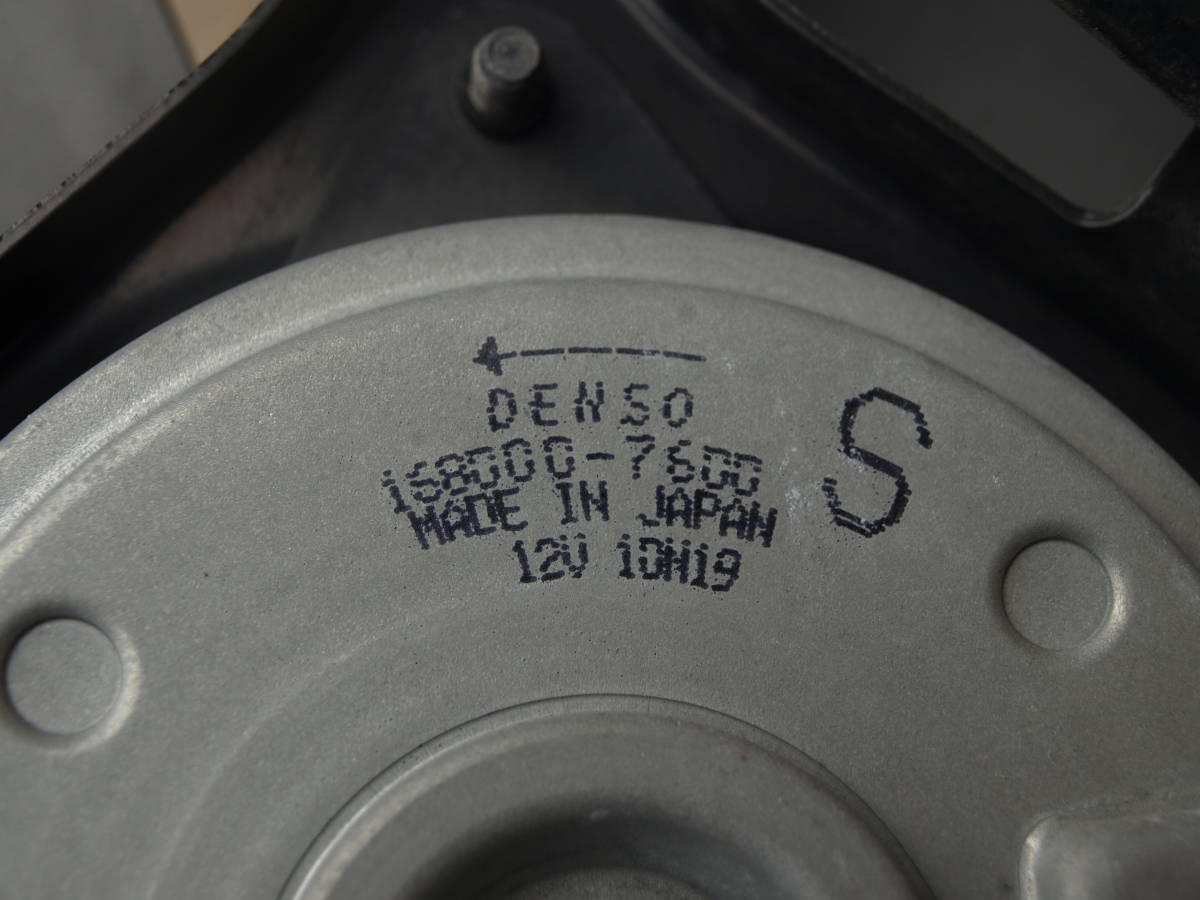 DENSO
168000-7600
MADE IN JAPAN
12V 10H19
S